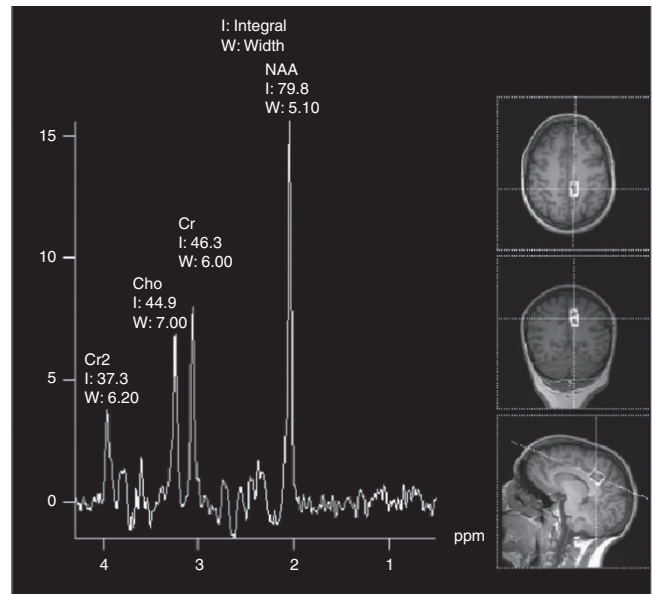 I: Integral
W: Width
NAA
I: 79.8
W: 5.10
15
Cr
I: 46.3
W: 6.00
10
Cho
I: 44.9
W: 7.00
Cr2
I: 37.3
W: 6.20
5
0
ppm
4 3 2 1